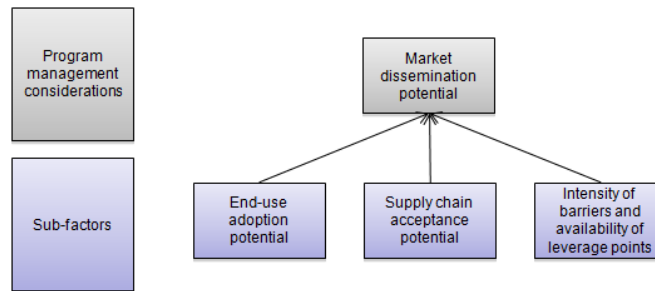 Program
management
considerations
Market
dissemination
potential
Sub-factors
End-use
adoption
potential
Supply chain
acceptance
potential
Intensity of
barriers and
availability of
leverage points